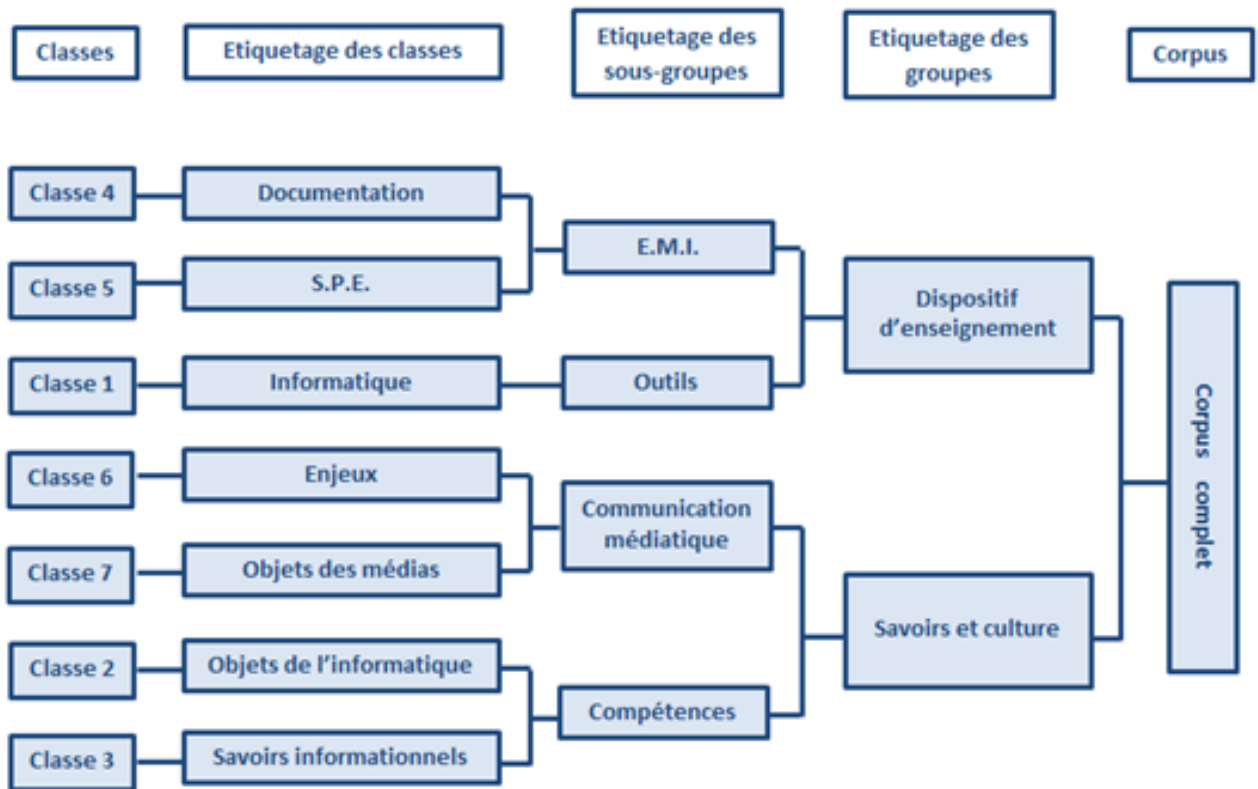 Classes
Etiquetage des classes
Etiquetage des
sous-groupes
Etiquetage des
groupes
Corpus
Classe 4
Documentation
E.M.I.
Classe 5
S.P.E.
Dispositif
d'enseignement
Classe 1
Informatique
Outils
Corpus complet
Classe 6
Enjeux
Communication
médiatique
Classe 7
Objets des médias
Savoirs et culture
Classe 2
Objets de l'informatique
Compétences
Classe 3
Savoirs informationnels